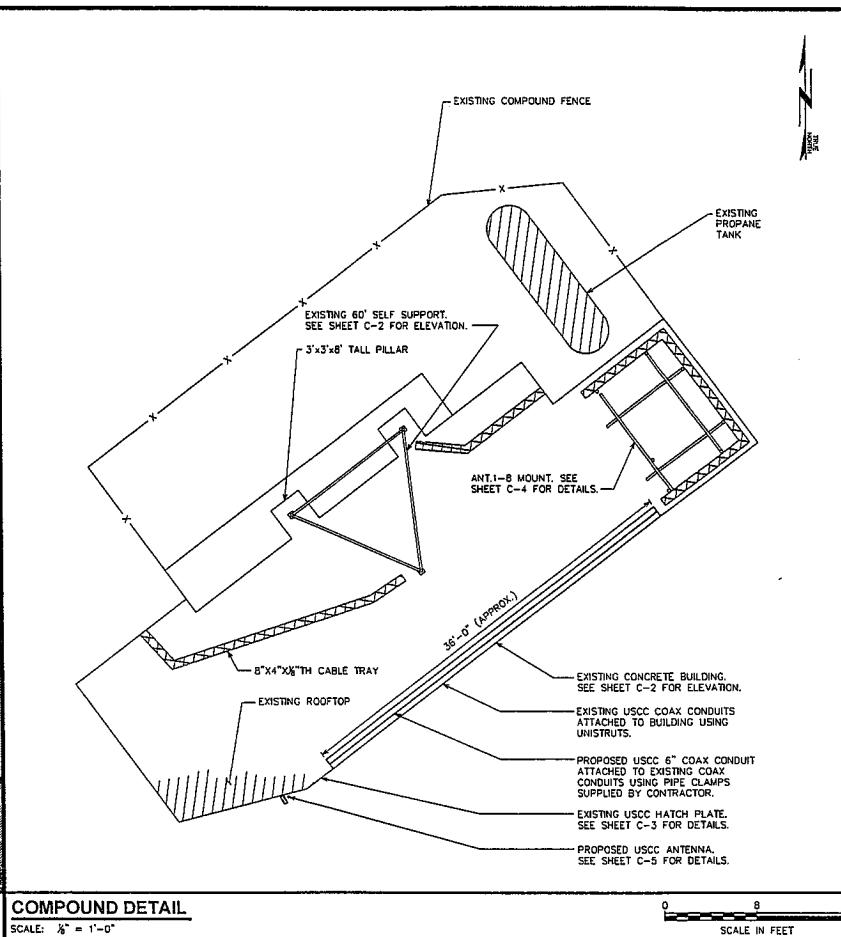 EXISTING COMPOUND FENCE
TRUE
NORTH
EXISTING
PROPANE
TANK
EXISTING 60' SELF SUPPORT.
SEE SHEET C-2 FOR ELEVATION.
3'x3'x8' TALL PILLAR
ANT.1-8 MOUNT. SEE
SHEET C-4 FOR DETAILS.
36'-0" (APPROX.)
8"X4"X⅛"TH CABLE TRAY
EXISTING ROOFTOP
EXISTING CONCRETE BUILDING.
SEE SHEET C-2 FOR ELEVATION.
EXISTING USCC COAX CONDUITS
ATTACHED TO BUILDING USING
UNISTRUTS.
PROPOSED USCC 6" COAX CONDUIT
ATTACHED TO EXISTING COAX
CONDUITS USING PIPE CLAMPS
SUPPLIED BY CONTRACTOR.
EXISTING USCC HATCH PLATE.
SEE SHEET C-3 FOR DETAILS.
PROPOSED USCC ANTENNA.
SEE SHEET C-5 FOR DETAILS.
COMPOUND DETAIL
SCALE: ⅛" = 1'-0"
0 8
SCALE IN FEET